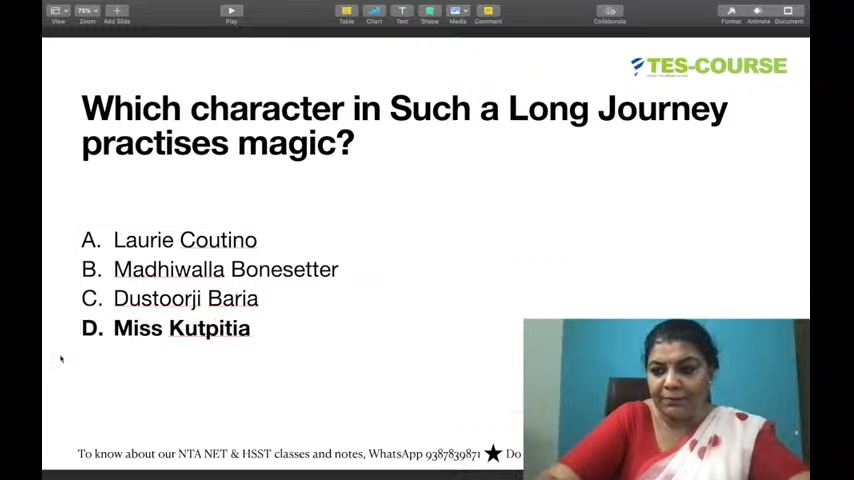 View 76% Zoom Add Slide Play Table Chart Text Shape Media Comment Collaborate Format Animate Document
TES-COURSE
Which character in Such a Long Journey
practises magic?
A. Laurie Coutino
B. Madhiwalla Bonesetter
C. Dustoorji Baria
D. Miss Kutpitia
To know about our NTA NET & HSST classes and notes, WhatsApp 9387839871 ★ Do